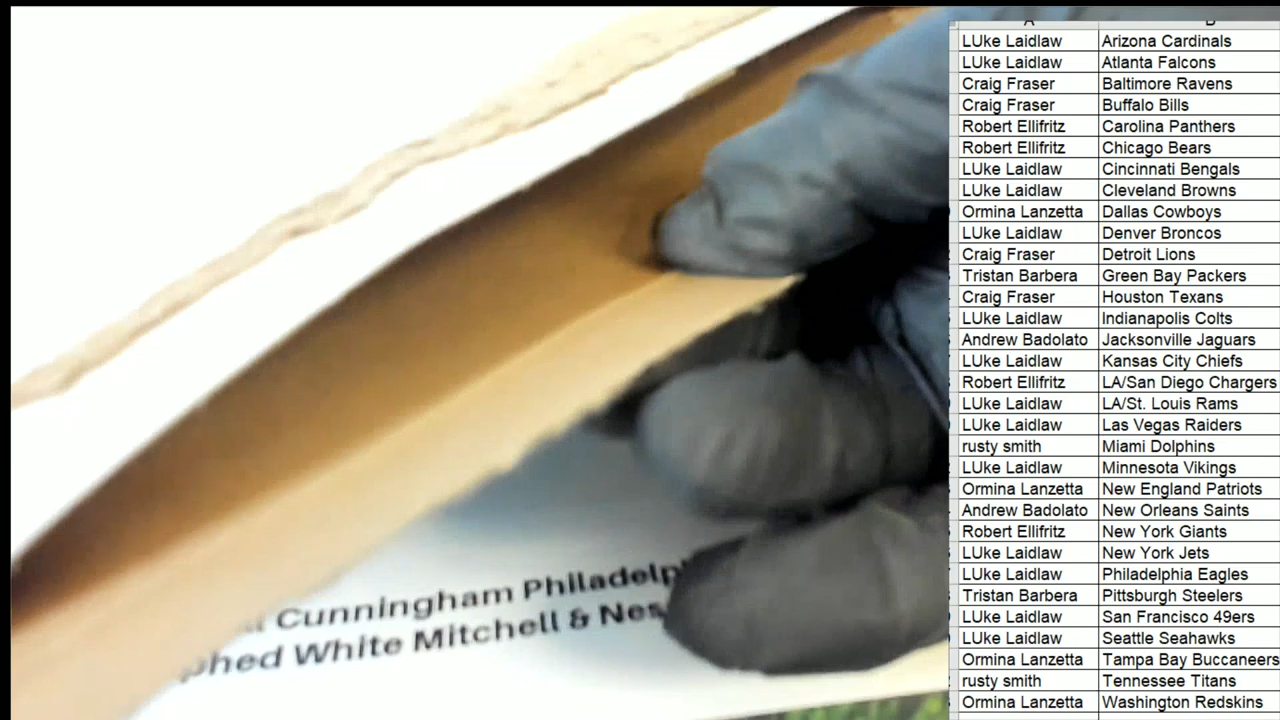 LUke Laidlaw Arizona Cardinals
LUke Laidlaw Atlanta Falcons
Craig Fraser Baltimore Ravens
Craig Fraser Buffalo Bills
Robert Ellifritz Carolina Panthers
Robert Ellifritz Chicago Bears
LUke Laidlaw Cincinnati Bengals
LUke Laidlaw Cleveland Browns
Ormina Lanzetta Dallas Cowboys
LUke Laidlaw Denver Broncos
Craig Fraser Detroit Lions
Tristan Barbera Green Bay Packers
Craig Fraser Houston Texans
LUke Laidlaw Indianapolis Colts
Andrew Badolato Jacksonville Jaguars
LUke Laidlaw Kansas City Chiefs
Robert Ellifritz LA/San Diego Chargers
LUke Laidlaw LA/St. Louis Rams
LUke Laidlaw Las Vegas Raiders
rusty smith Miami Dolphins
LUke Laidlaw Minnesota Vikings
Ormina Lanzetta New England Patriots
Andrew Badolato New Orleans Saints
Robert Ellifritz New York Giants
LUke Laidlaw New York Jets
LUke Laidlaw Philadelphia Eagles
Tristan Barbera Pittsburgh Steelers
LUke Laidlaw San Francisco 49ers
LUke Laidlaw Seattle Seahawks
Ormina Lanzetta Tampa Bay Buccaneers
rusty smith Tennessee Titans
Ormina Lanzetta Washington Redskins
Cunningham Philadelp
phed White Mitchell & Nes